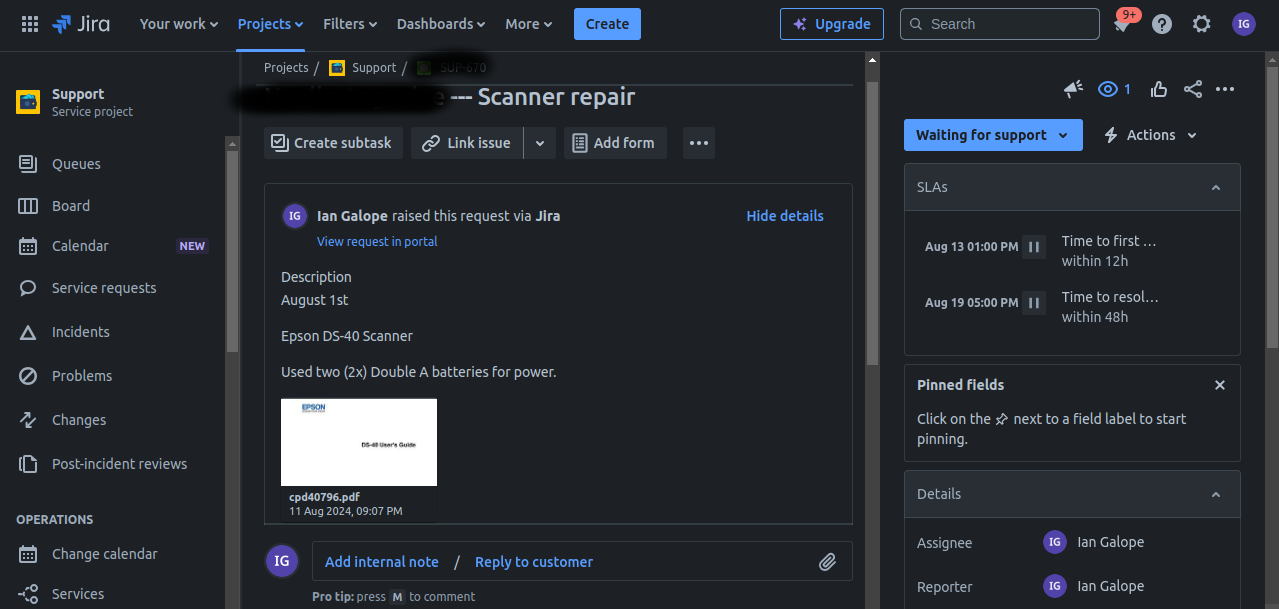 Jira
Your work
Projects
Filters
Dashboards
More
Create
Upgrade
Search
9+
IG
Support
Service project
Queues
Board
Calendar NEW
Service requests
Incidents
Problems
Changes
Post-incident reviews
OPERATIONS
Change calendar
Services
Projects / Support / SUP-670
--- Scanner repair
Create subtask
Link issue
Add form
IG Ian Galope raised this request via Jira
Hide details
View request in portal
Description
August 1st
Epson DS-40 Scanner
Used two (2x) Double A batteries for power.
EPSON
DS-40 User's Guide
cpd40796.pdf
11 Aug 2024, 09:07 PM
IG
Add internal note / Reply to customer
Pro tip: press M to comment
1
Waiting for support
Actions
SLAs
Aug 13 01:00 PM Time to first …
within 12h
Aug 19 05:00 PM Time to resol…
within 48h
Pinned fields
Click on the next to a field label to start
pinning.
Details
Assignee IG Ian Galope
Reporter IG Ian Galope